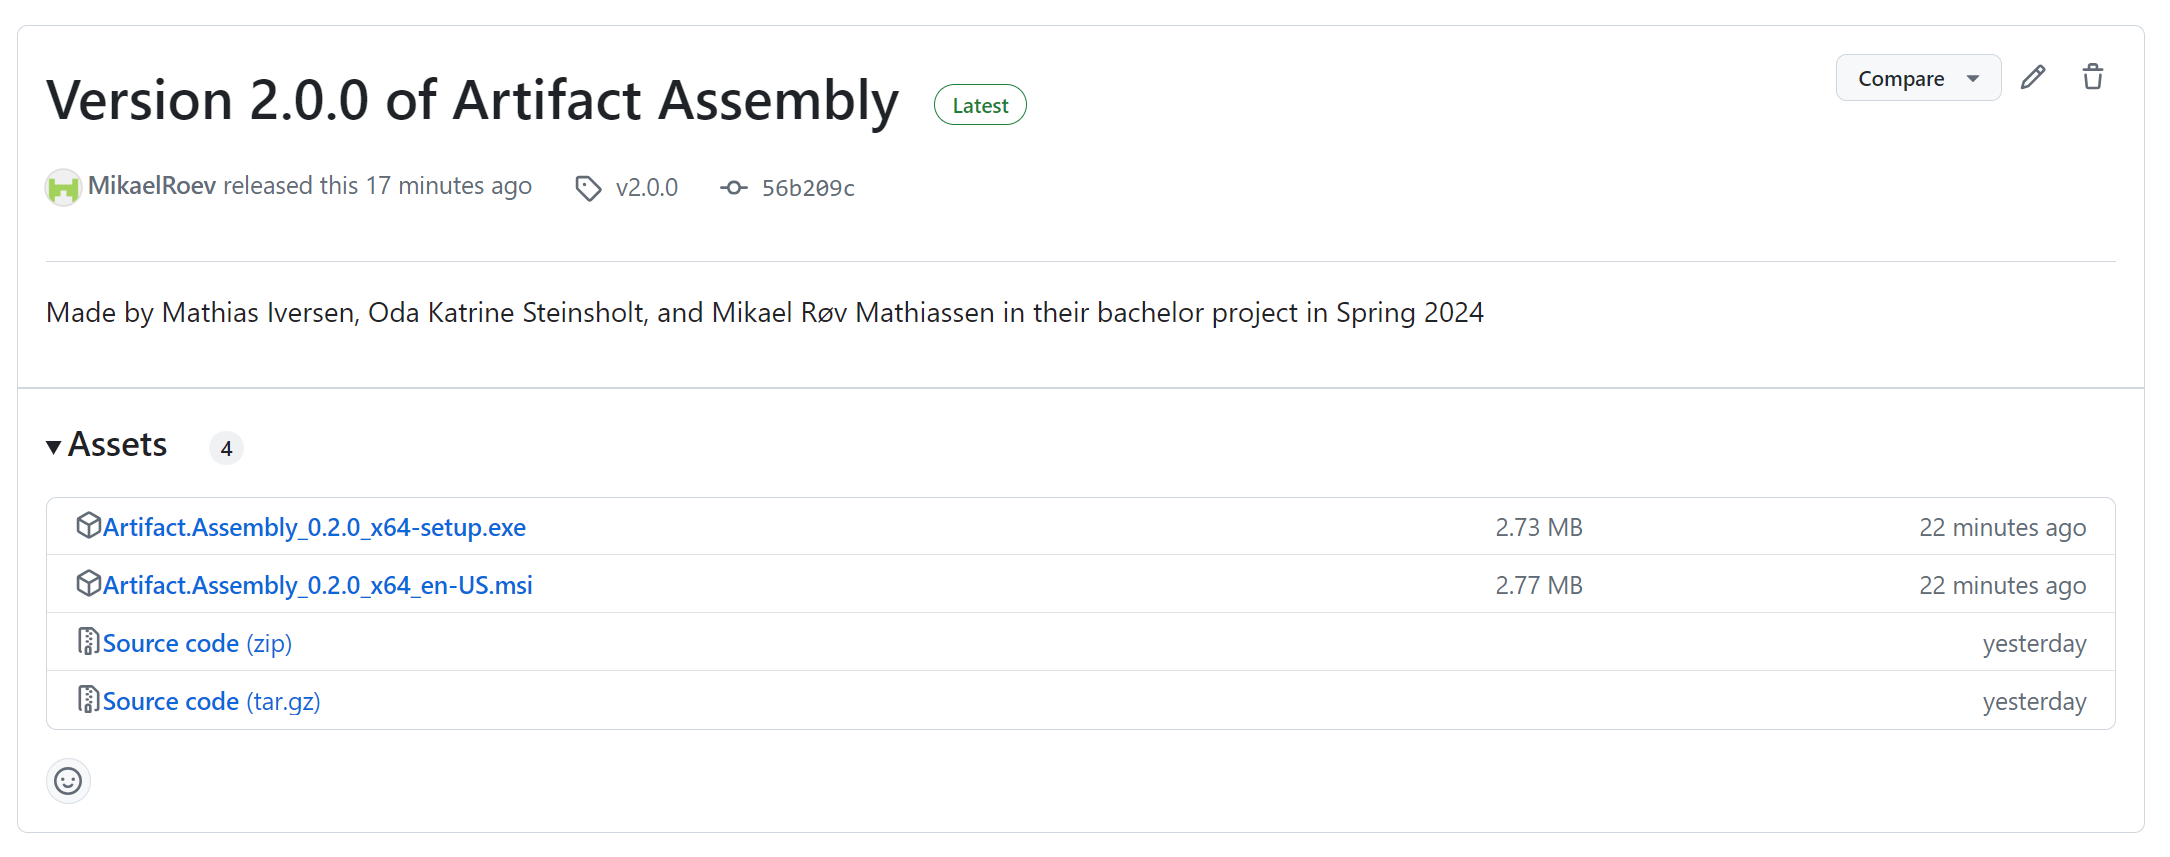 Version 2.0.0 of Artifact Assembly Latest Compare
MikaelRoev released this 17 minutes ago v2.0.0 56b209c
Made by Mathias Iversen, Oda Katrine Steinsholt, and Mikael Røv Mathiassen in their bachelor project in Spring 2024
Assets 4
Artifact.Assembly_0.2.0_x64-setup.exe 2.73 MB 22 minutes ago
Artifact.Assembly_0.2.0_x64_en-US.msi 2.77 MB 22 minutes ago
Source code (zip) yesterday
Source code (tar.gz) yesterday